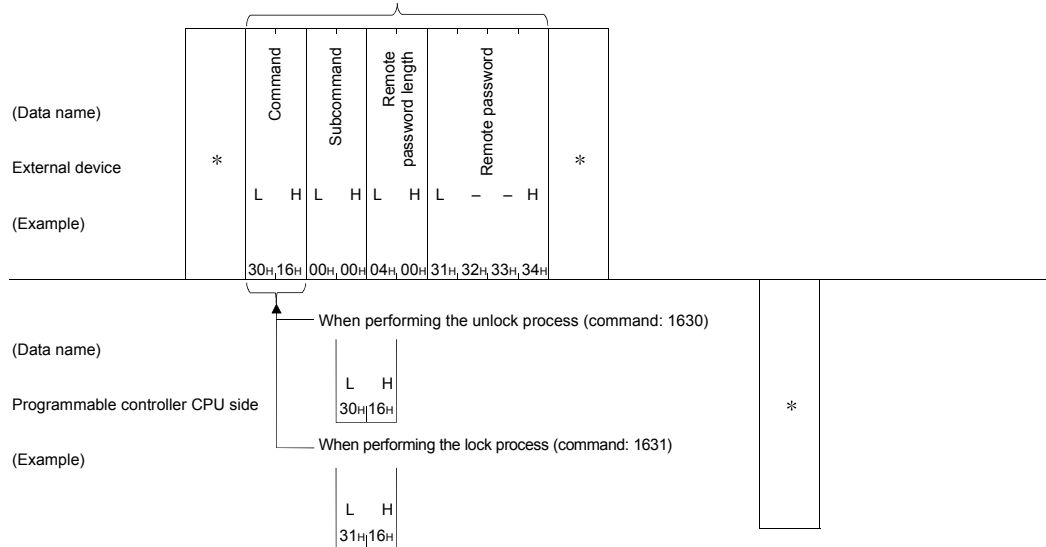 Command
Subcommand
Remote
password length
Remote password
(Data name)
External device
(Example)
*
*
L H L H L H L – – H
30H 16H 00H 00H 04H 00H 31H 32H 33H 34H
When performing the unlock process (command: 1630)
(Data name)
L H
30H 16H
Programmable controller CPU side
*
When performing the lock process (command: 1631)
(Example)
L H
31H 16H